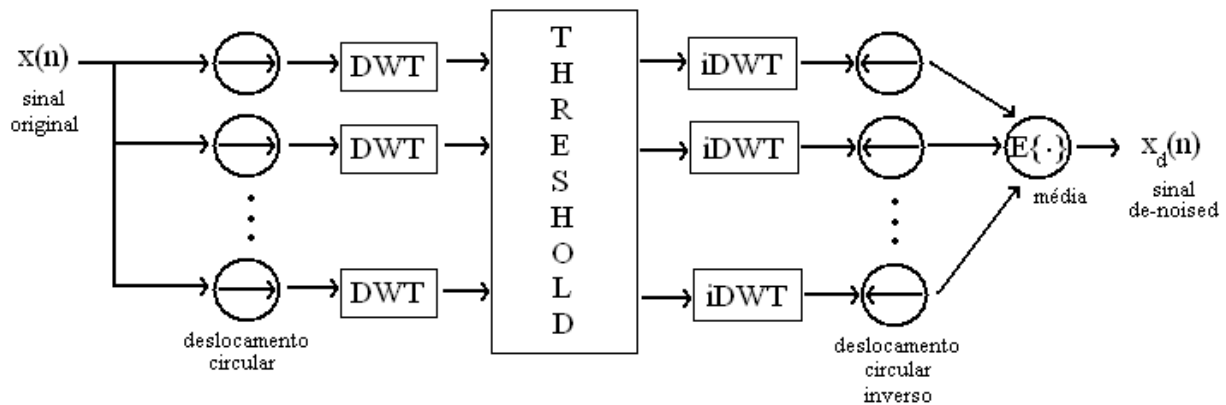 x(n)
sinal
original
DWT
DWT
DWT
deslocamento
circular
T
H
R
E
S
H
O
L
D
iDWT
iDWT
iDWT
deslocamento
circular
inverso
E{·}
média
x_d(n)
sinal
de-noised